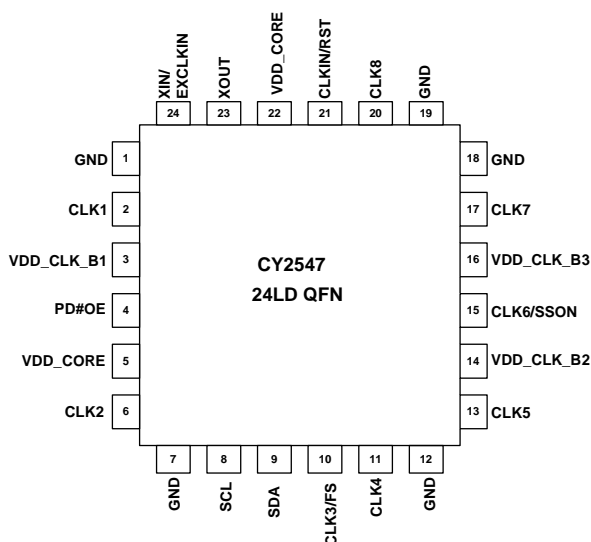 XIN/
EXCLKIN
XOUT
VDD_CORE
CLKIN/RST
CLK8
GND
24
23
22
21
20
19
GND 1
18 GND
CLK1 2
17 CLK7
VDD_CLK_B1 3
16 VDD_CLK_B3
CY2547
24LD QFN
PD#OE 4
15 CLK6/SSON
VDD_CORE 5
14 VDD_CLK_B2
CLK2 6
13 CLK5
7
8
9
10
11
12
GND
SCL
SDA
CLK3/FS
CLK4
GND